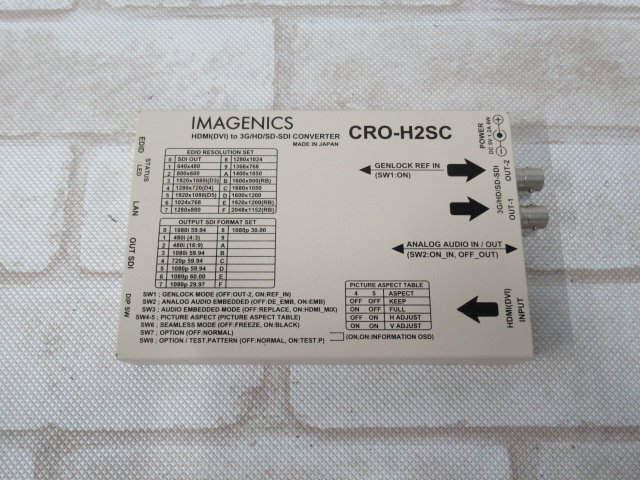 IMAGENICS
HDMI(DVI) to 3G/HD/SD-SDI CONVERTER
MADE IN JAPAN
CRO-H2SC
POWER
DC 5V 1.2A 6W
EDID
STATUS
LED
LAN
OUT SDI
DIP SW
EDID RESOLUTION SET
0 SDI OUT 8 1280x1024
1 640x480 9 1366x768
2 800x600 A 1400x1050
3 1920x1080i(D3) B 1600x900(RB)
4 1280x720(D4) C 1680x1050
5 1920x1080(D5) D 1600x1200
6 1024x768 E 1920x1200(RB)
7 1280x800 F 2048x1152(RB)
OUTPUT SDI FORMAT SET
0 1080i 59.94 8 1080p 30.00
1 480i (4:3) 9
2 480i (16:9) A
3 1080i 59.94 B
4 720p 59.94 C
5 1080p 59.94 D
6 1080p 60.00 E
7 1080p 29.97 F
GENLOCK REF IN
(SW1:ON)
3G/HD/SD-SDI
OUT-2
OUT-1
ANALOG AUDIO IN / OUT
(SW2:ON_IN, OFF_OUT)
HDMI(DVI)
INPUT
PICTURE ASPECT TABLE
4 5 ASPECT
OFF OFF KEEP
ON OFF FULL
OFF ON H ADJUST
ON ON V ADJUST
SW1 ; GENLOCK MODE (OFF:OUT-2, ON:REF_IN)
SW2 ; ANALOG AUDIO EMBEDDED (OFF:DE_EMB, ON:EMB)
SW3 ; AUDIO EMBEDDED MODE (OFF:REPLACE, ON:HDMI_MIX)
SW4-5 ; PICTURE ASPECT (PICTURE ASPECT TABLE)
SW6 ; SEAMLESS MODE (OFF:FREEZE, ON:BLACK)
SW7 ; OPTION (OFF:NORMAL)
SW8 ; OPTION / TEST.PATTERN (OFF:NORMAL, ON:TEST.P)
(ON,ON:INFORMATION OSD)